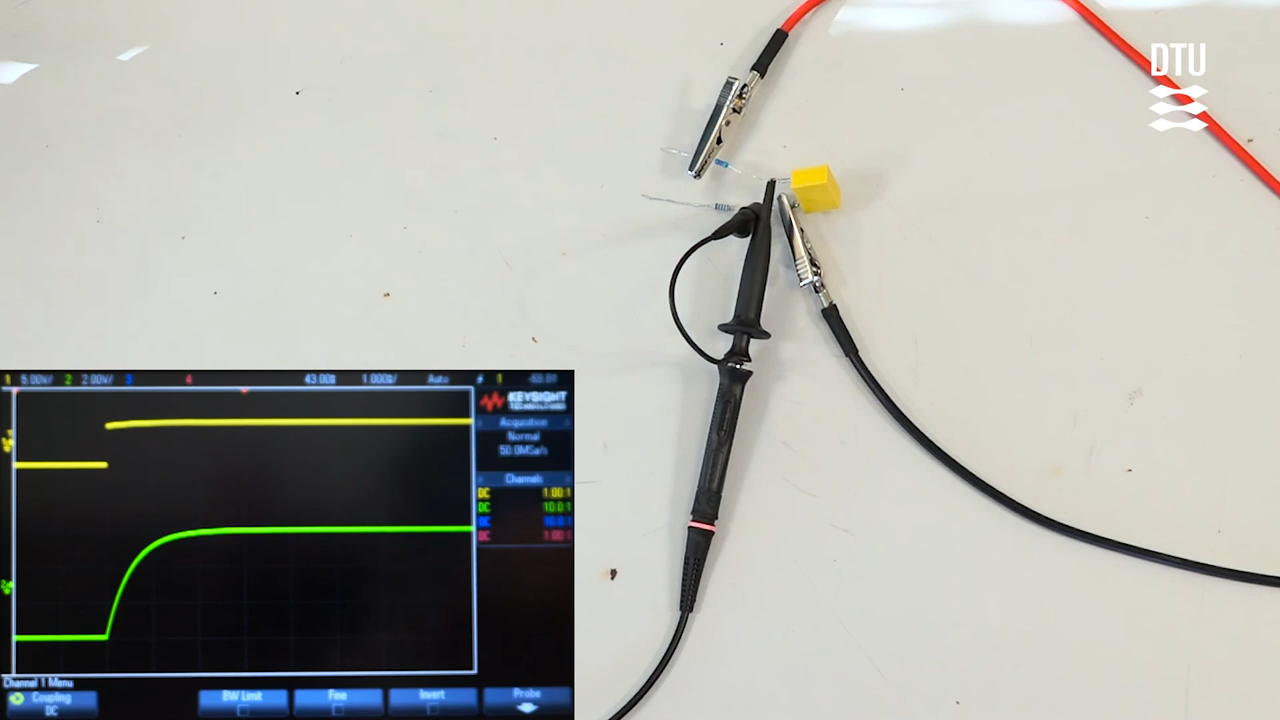 DTU
1 5.00V/ 2 2.00V/ 3 4 43.00s 1.000s/ Auto 1
KEYSIGHT
TECHNOLOGIES
Acquisition
Normal
50.0MSa/s
Channels
DC 1.00:1
DC 10.0:1
DC 10.0:1
DC 1.00:1
Channel 1 Menu
Coupling
DC
BW Limit
Fine
Invert
Probe